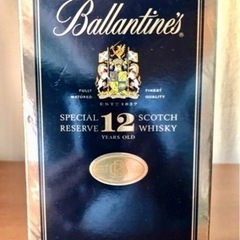 Ballantine's
FULLY MATURED
FINEST QUALITY
ESTD 1827
SPECIAL RESERVE
12
YEARS OLD
SCOTCH WHISKY